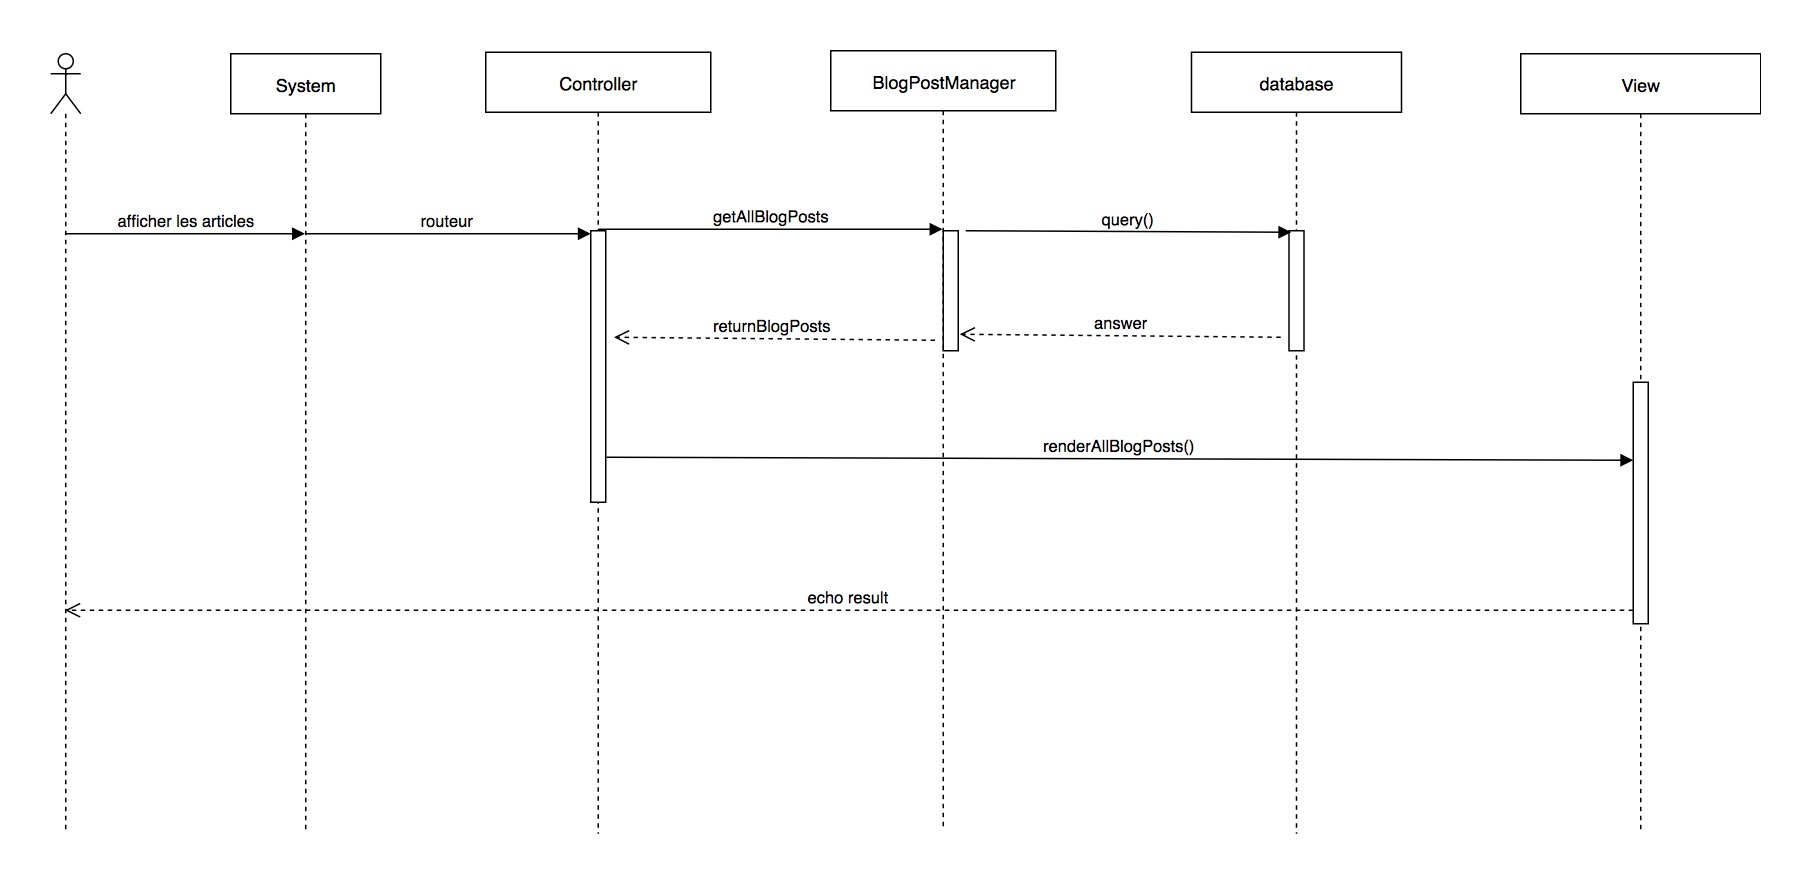 System
Controller
BlogPostManager
database
View
afficher les articles
routeur
getAllBlogPosts
query()
returnBlogPosts
answer
renderAllBlogPosts()
echo result